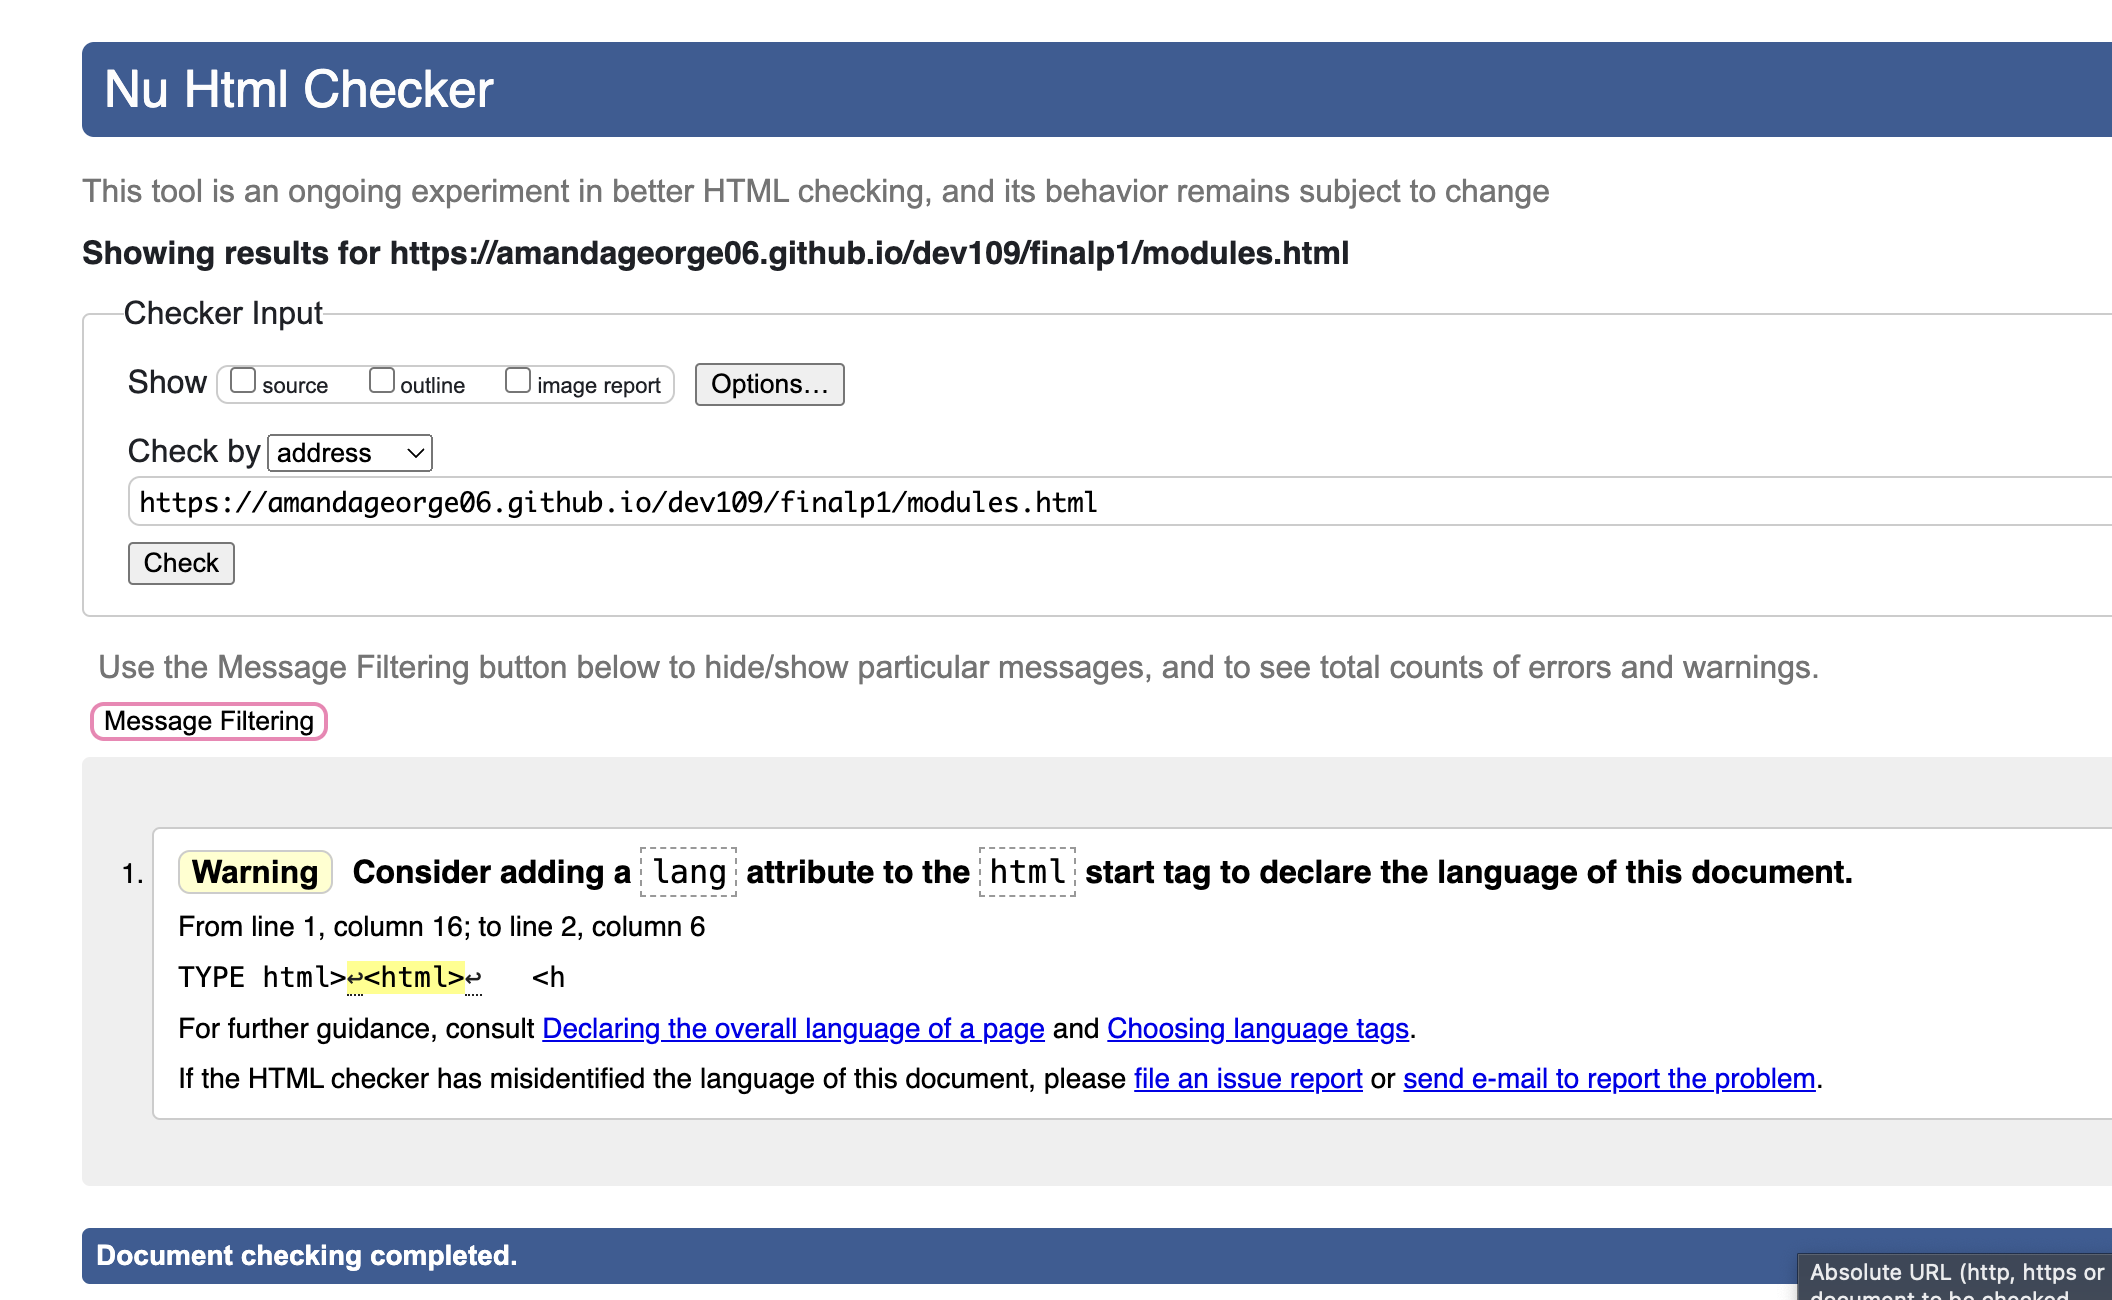 Nu Html Checker
This tool is an ongoing experiment in better HTML checking, and its behavior remains subject to change
Showing results for https://amandageorge06.github.io/dev109/finalp1/modules.html
Checker Input
Show source outline image report Options…
Check by address
https://amandageorge06.github.io/dev109/finalp1/modules.html
Check
Use the Message Filtering button below to hide/show particular messages, and to see total counts of errors and warnings.
Message Filtering
1. Warning Consider adding a lang attribute to the html start tag to declare the language of this document.
From line 1, column 16; to line 2, column 6
TYPE html>↩<html>↩ <h
For further guidance, consult Declaring the overall language of a page and Choosing language tags.
If the HTML checker has misidentified the language of this document, please file an issue report or send e-mail to report the problem.
Document checking completed.
Absolute URL (http, https or
document to be checked